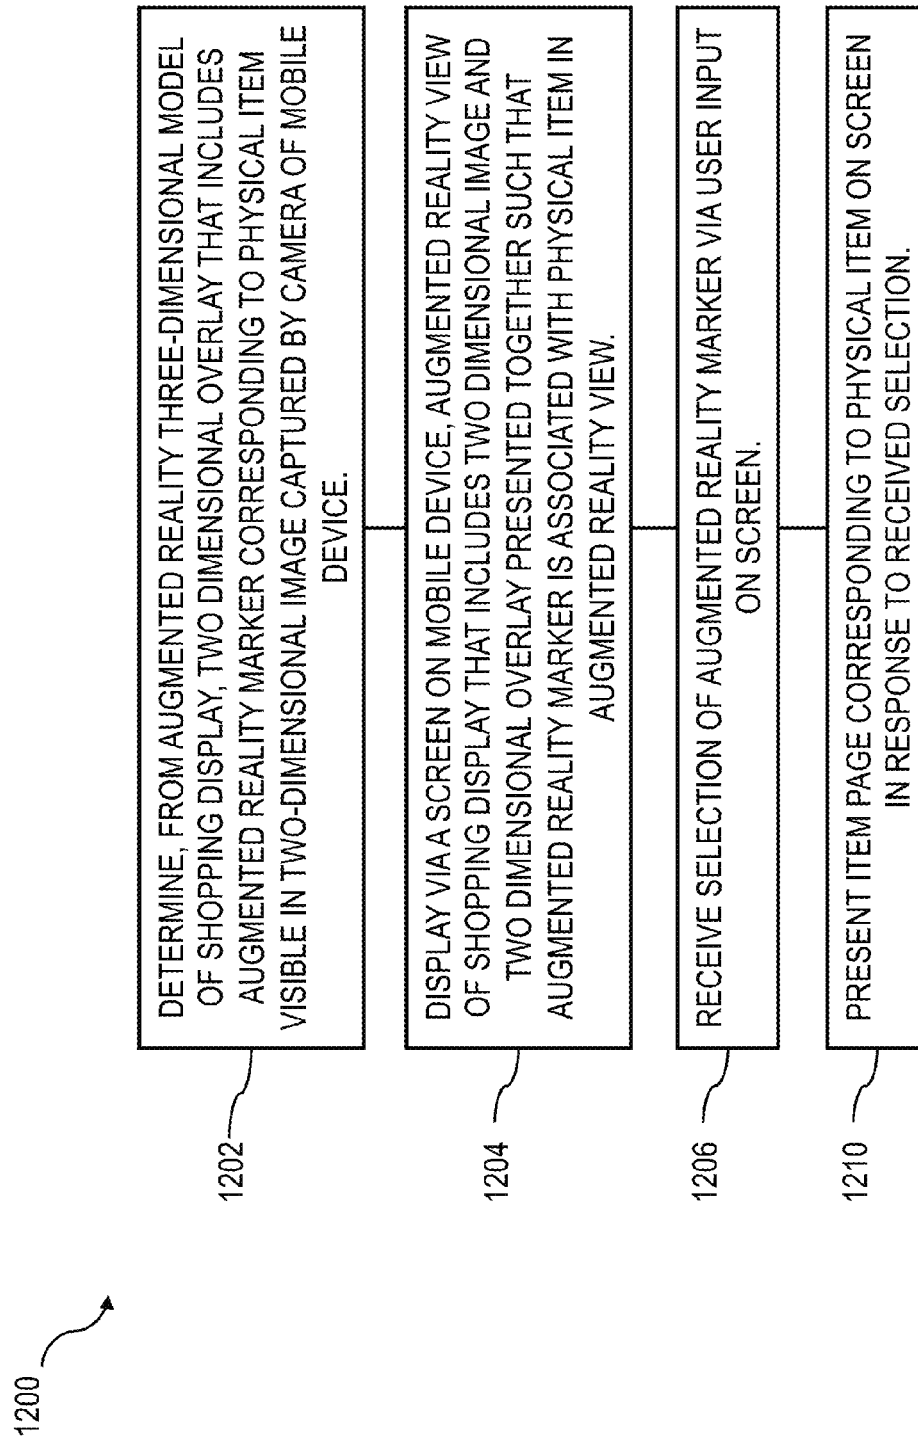 1200
1202
DETERMINE, FROM AUGMENTED REALITY THREE-DIMENSIONAL MODEL
OF SHOPPING DISPLAY, TWO DIMENSIONAL OVERLAY THAT INCLUDES
AUGMENTED REALITY MARKER CORRESPONDING TO PHYSICAL ITEM
VISIBLE IN TWO-DIMENSIONAL IMAGE CAPTURED BY CAMERA OF MOBILE
DEVICE.
1204
DISPLAY VIA A SCREEN ON MOBILE DEVICE, AUGMENTED REALITY VIEW
OF SHOPPING DISPLAY THAT INCLUDES TWO DIMENSIONAL IMAGE AND
TWO DIMENSIONAL OVERLAY PRESENTED TOGETHER SUCH THAT
AUGMENTED REALITY MARKER IS ASSOCIATED WITH PHYSICAL ITEM IN
AUGMENTED REALITY VIEW.
1206
RECEIVE SELECTION OF AUGMENTED REALITY MARKER VIA USER INPUT
ON SCREEN.
1210
PRESENT ITEM PAGE CORRESPONDING TO PHYSICAL ITEM ON SCREEN
IN RESPONSE TO RECEIVED SELECTION.